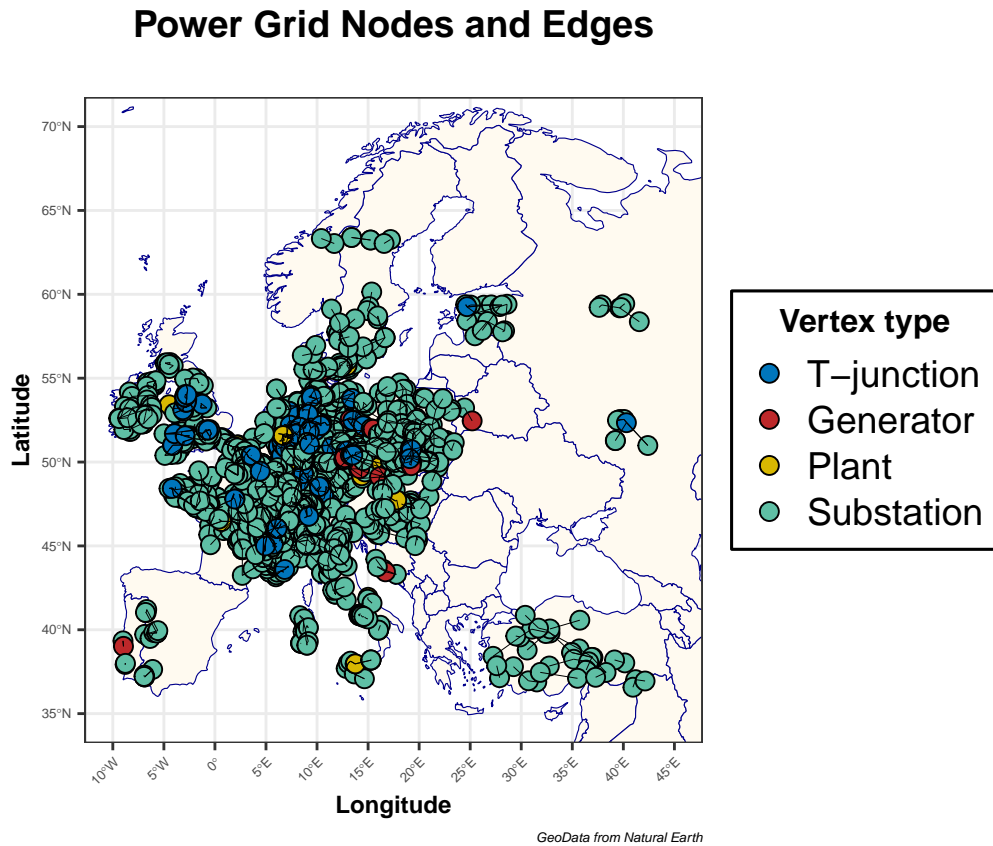 Power Grid Nodes and Edges
70°N
65°N
60°N
55°N
50°N
45°N
40°N
35°N
Latitude
10°W
5°W
0°
5°E
10°E
15°E
20°E
25°E
30°E
35°E
40°E
45°E
Longitude
GeoData from Natural Earth
Vertex type
T−junction
Generator
Plant
Substation